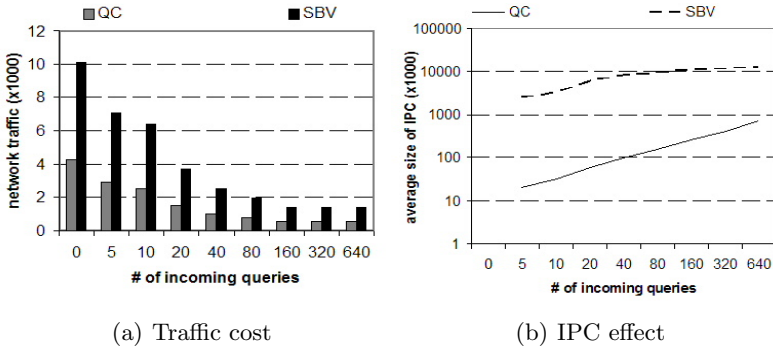 QC SBV
network traffic (x1000)
12
10
8
6
4
2
0
0 5 10 20 40 80 160 320 640
# of incoming queries
(a) Traffic cost
QC SBV
average size of IPC (x1000)
100000
10000
1000
100
10
1
0 5 10 20 40 80 160 320 640
# of incoming queries
(b) IPC effect